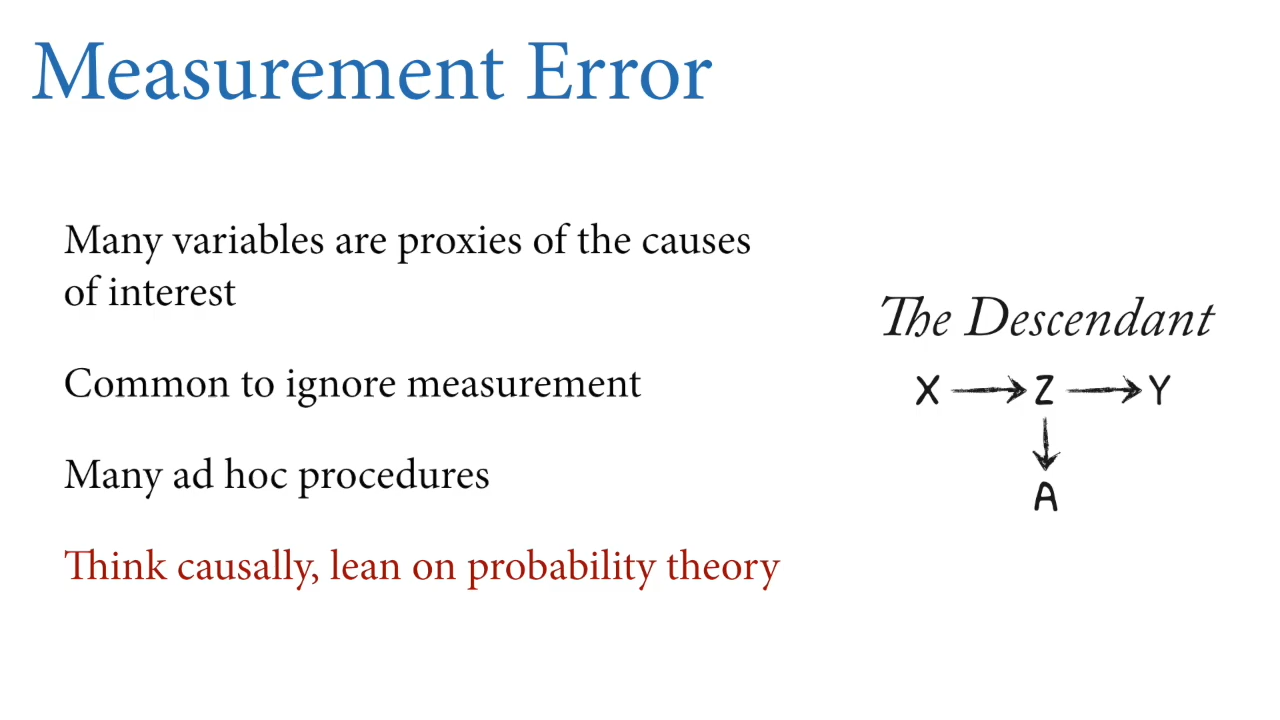 Measurement Error
Many variables are proxies of the causes
of interest
Common to ignore measurement
Many ad hoc procedures
Think causally, lean on probability theory
The Descendant
X Z Y
A